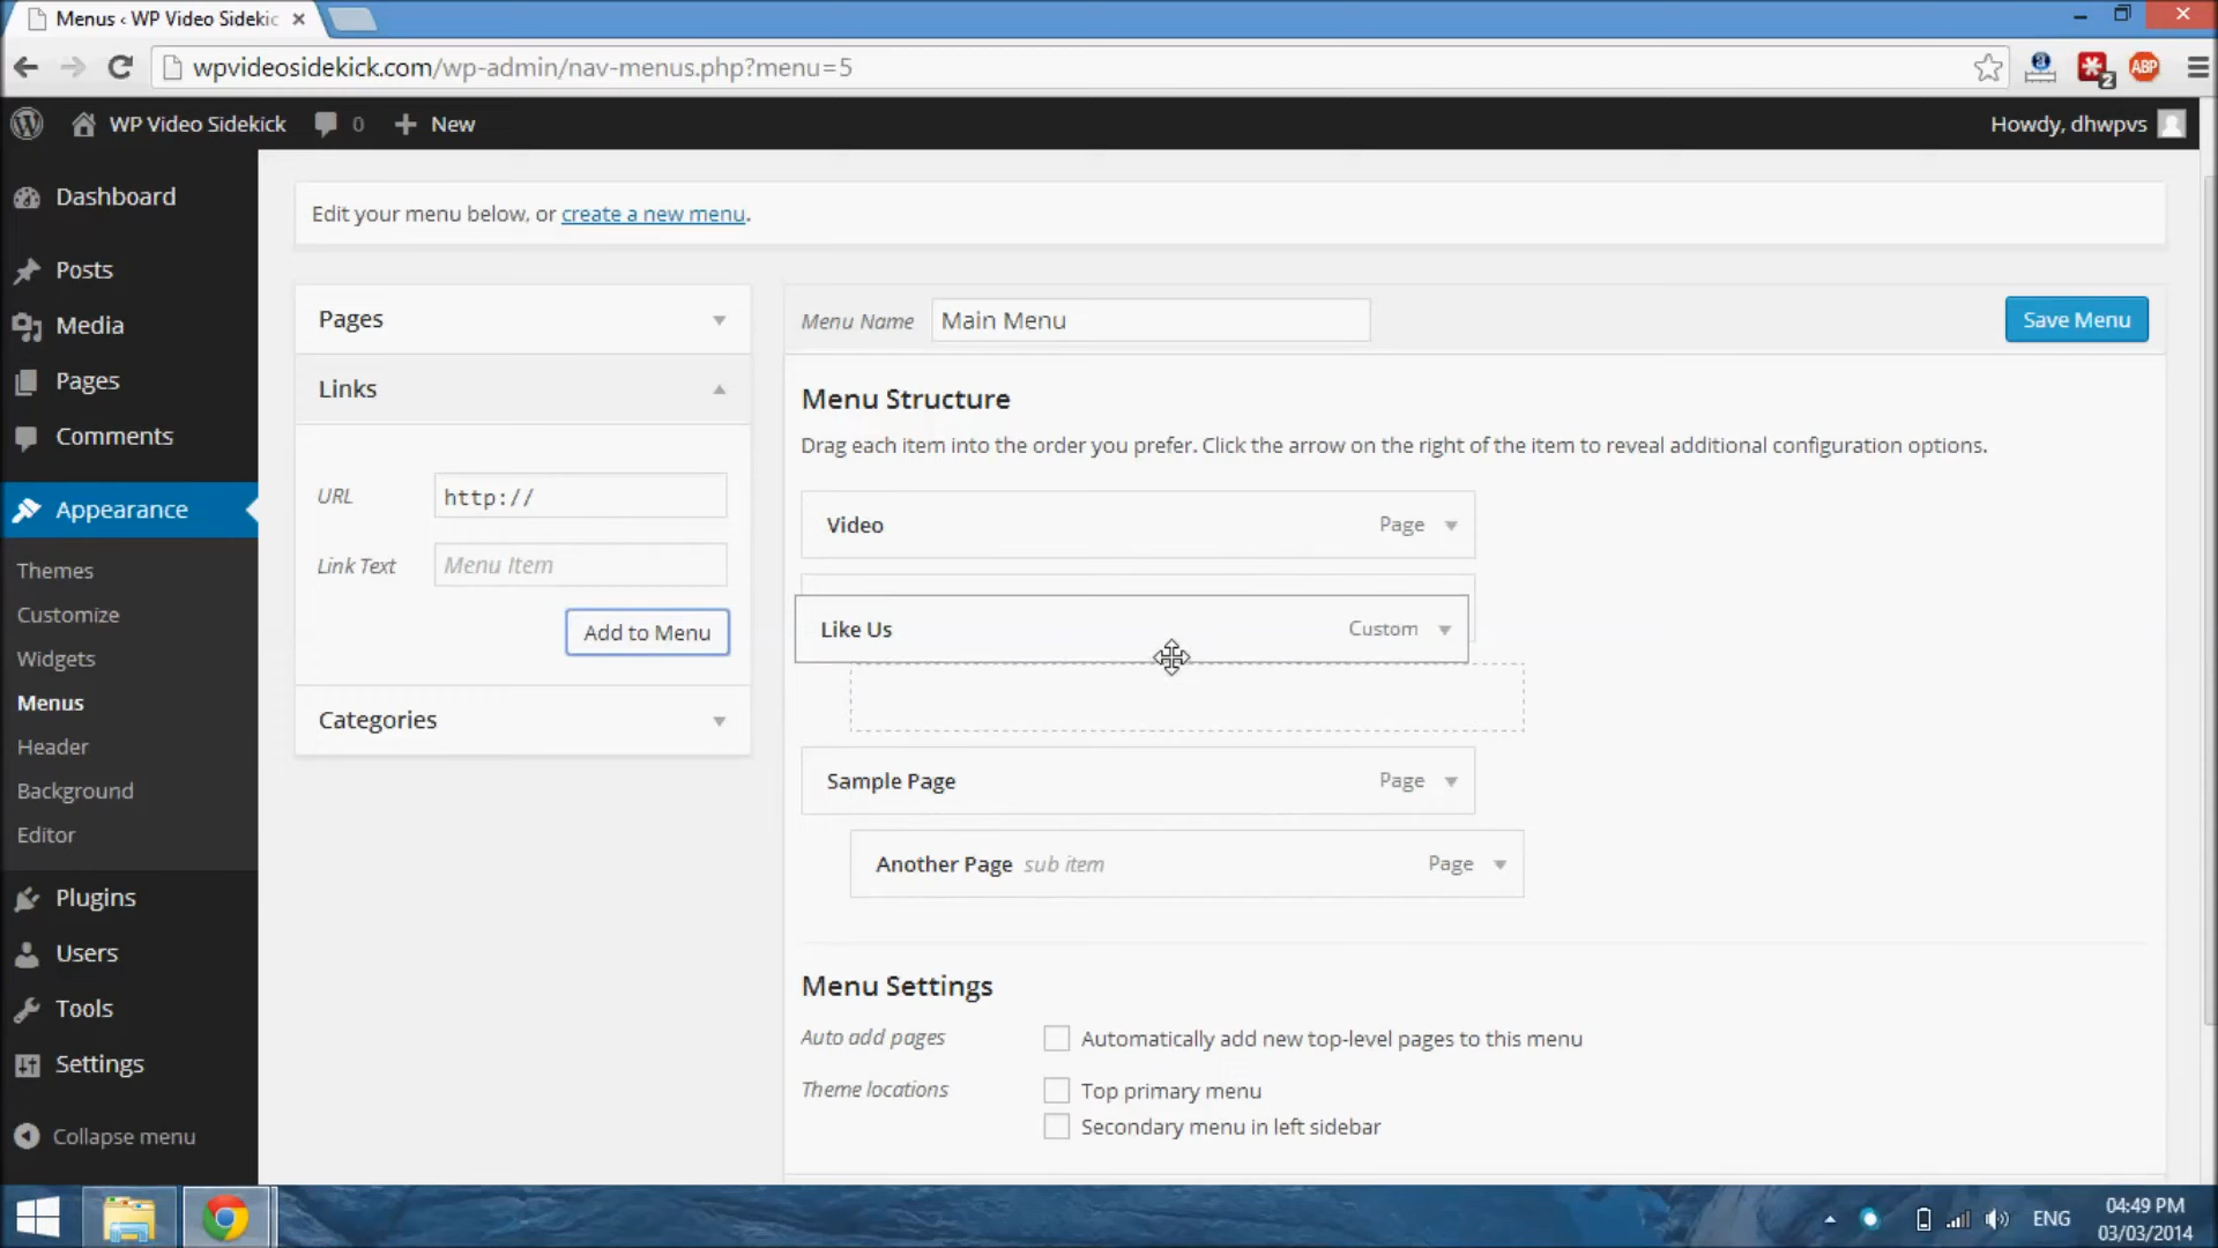 Menus ‹ WP Video Sidekic
wpvideosidekick.com/wp-admin/nav-menus.php?menu=5
2
ABP
WP Video Sidekick 0 + New
Howdy, dhwpvs
Dashboard
Posts
Media
Pages
Comments
Appearance
Themes
Customize
Widgets
Menus
Header
Background
Editor
Plugins
Users
Tools
Settings
Collapse menu
Edit your menu below, or create a new menu.
Pages
Links
URL http://
Link Text Menu Item
Add to Menu
Categories
Menu Name Main Menu
Save Menu
Menu Structure
Drag each item into the order you prefer. Click the arrow on the right of the item to reveal additional configuration options.
Video Page
Like Us Custom
Sample Page Page
Another Page sub item Page
Menu Settings
Auto add pages Automatically add new top-level pages to this menu
Theme locations Top primary menu
Secondary menu in left sidebar
ENG
04:49 PM
03/03/2014